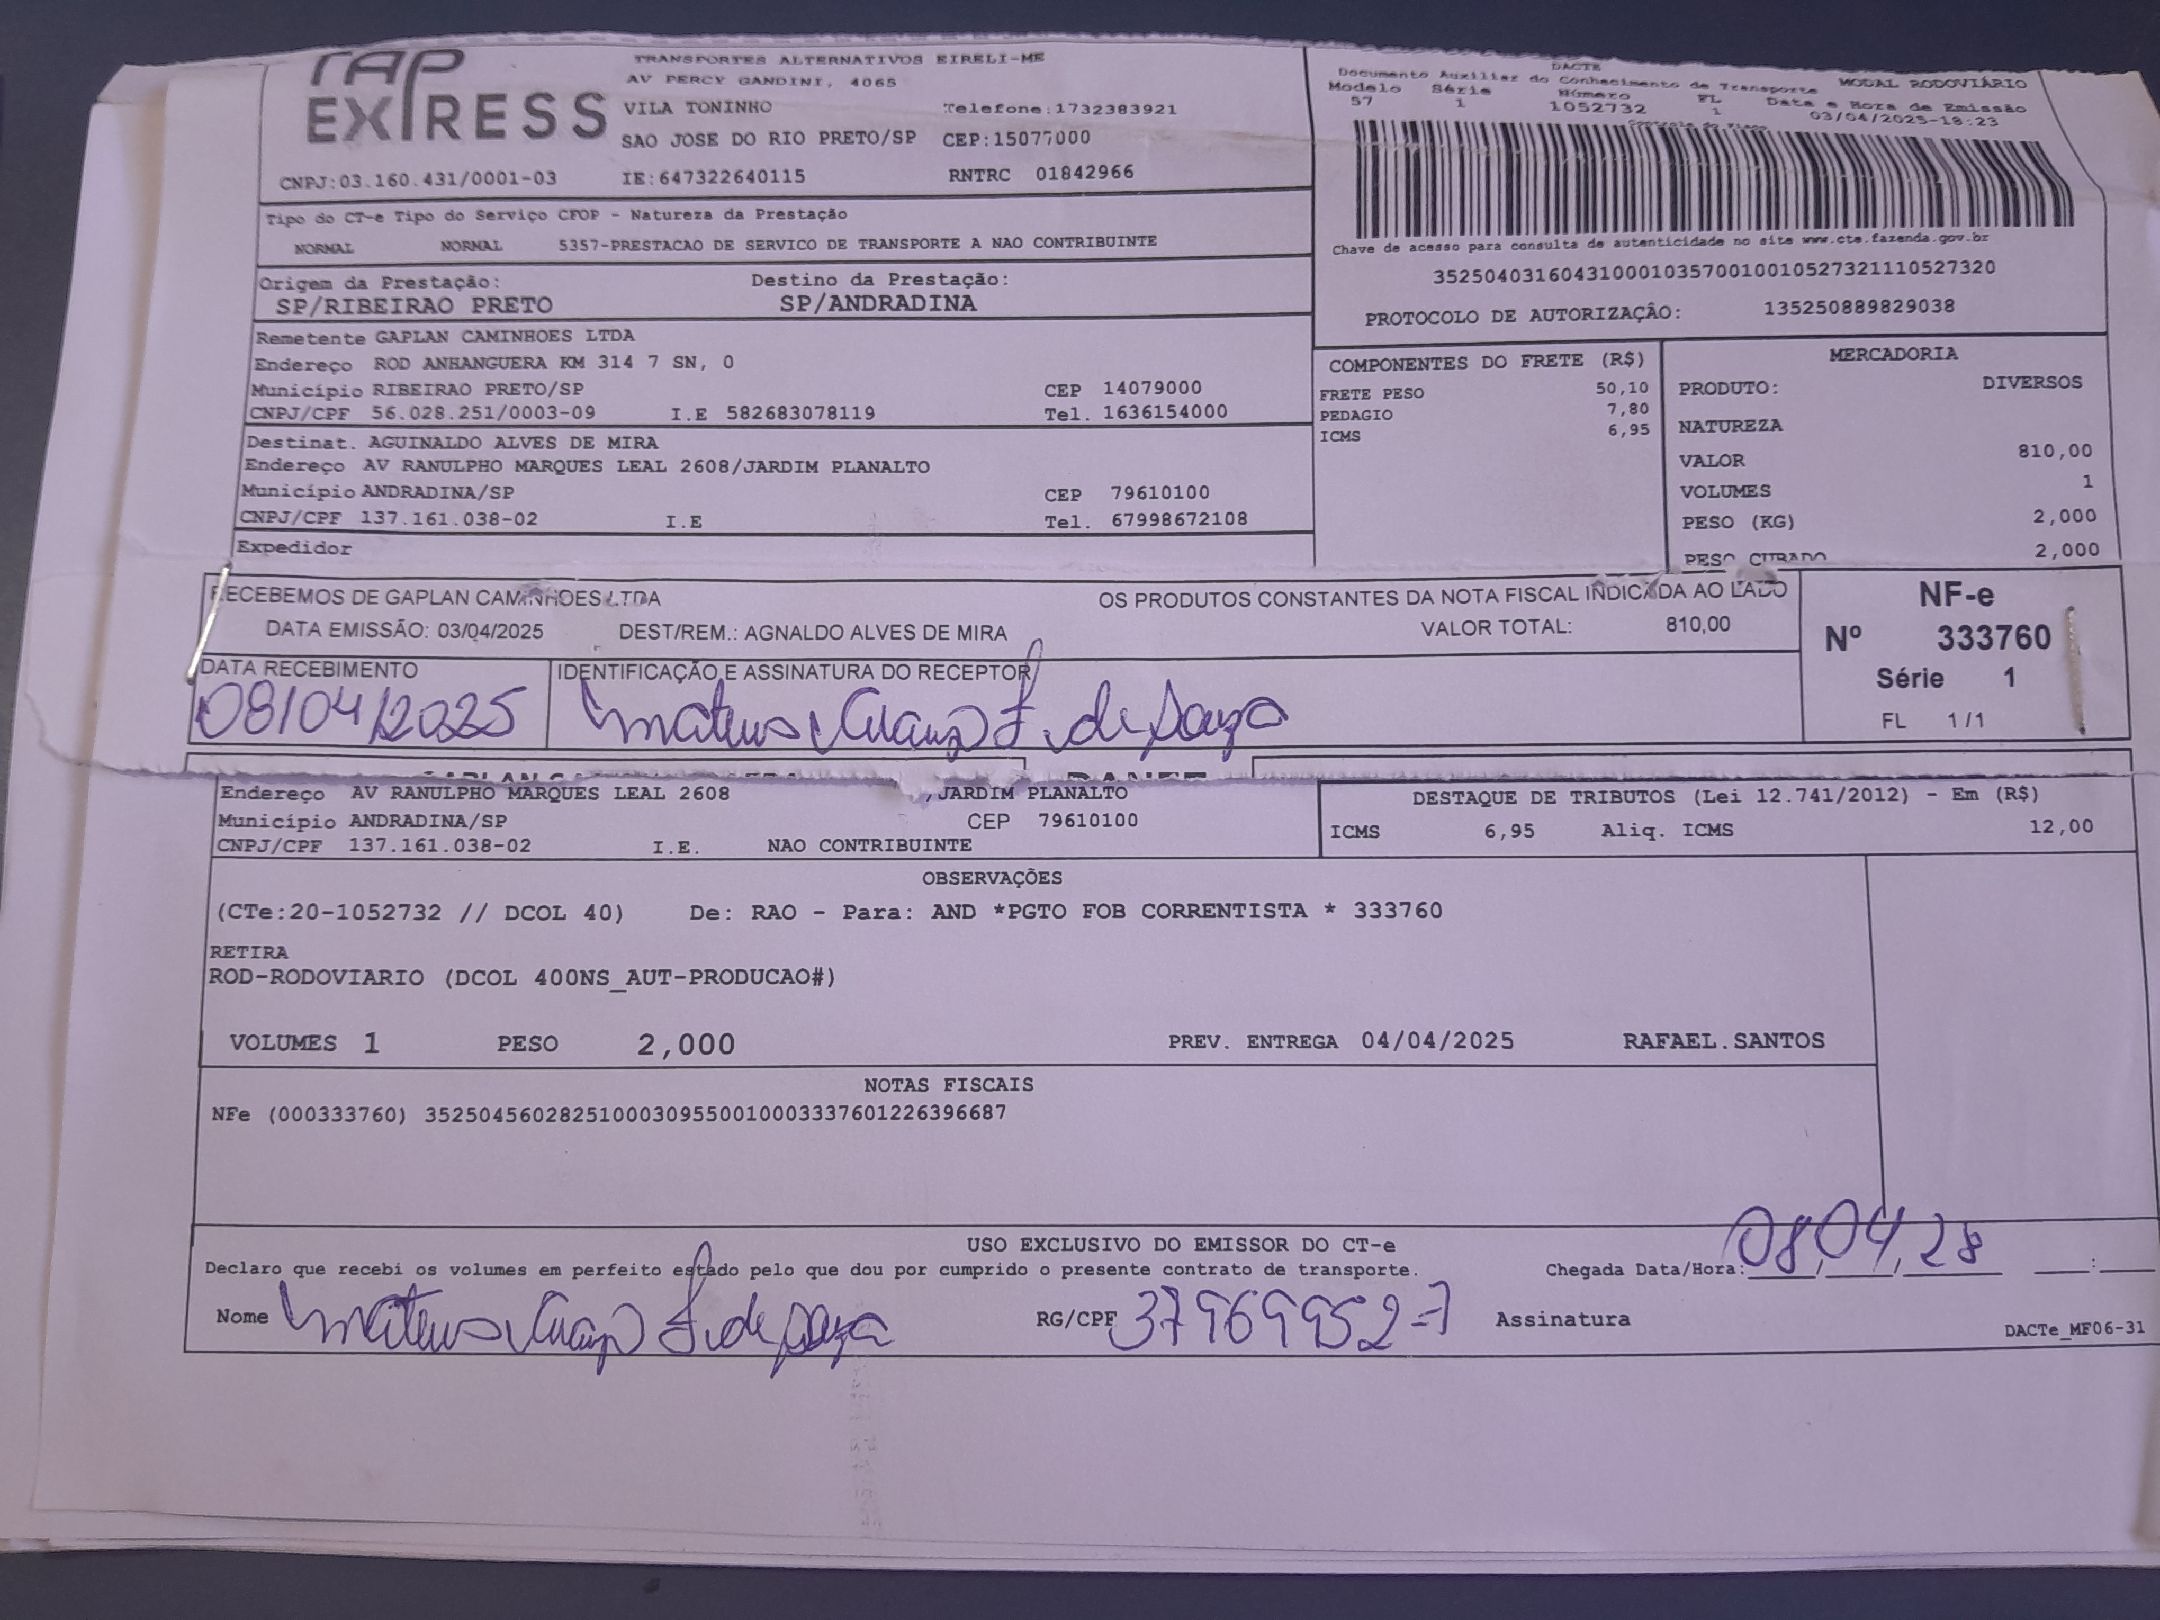 RAP
EXPRESS
TRANSPORTES ALTERNATIVOS EIRELI-ME
AV PERCY GANDINI, 4065
VILA TONINHO Telefone:1732383921
SAO JOSE DO RIO PRETO/SP CEP:15077000
CNPJ:03.160.431/0001-03 IE:647322640115 RNTRC 01842966
DACTE
Documento Auxiliar do Conhecimento de Transporte MODAL RODOVIÁRIO
Modelo Série Número FL Data e Hora de Emissão
57 1 1052732 1 03/04/2025-18:23
Controle do Fisco
Chave de acesso para consulta de autenticidade no site www.cte.fazenda.gov.br
35250403160431000103570010010527321110527320
PROTOCOLO DE AUTORIZAÇÃO: 135250889829038
Tipo do CT-e Tipo do Serviço CFOP - Natureza da Prestação
NORMAL NORMAL 5357-PRESTACAO DE SERVICO DE TRANSPORTE A NAO CONTRIBUINTE
Origem da Prestação: Destino da Prestação:
SP/RIBEIRAO PRETO SP/ANDRADINA
Remetente GAPLAN CAMINHOES LTDA
Endereço ROD ANHANGUERA KM 314 7 SN, 0
Município RIBEIRAO PRETO/SP CEP 14079000
CNPJ/CPF 56.028.251/0003-09 I.E 582683078119 Tel. 1636154000
Destinat. AGUINALDO ALVES DE MIRA
Endereço AV RANULPHO MARQUES LEAL 2608/JARDIM PLANALTO
Município ANDRADINA/SP CEP 79610100
CNPJ/CPF 137.161.038-02 I.E Tel. 67998672108
Expedidor
COMPONENTES DO FRETE (R$)
FRETE PESO 50,10
PEDAGIO 7,80
ICMS 6,95
MERCADORIA
PRODUTO: DIVERSOS
NATUREZA
VALOR 810,00
VOLUMES 1
PESO (KG) 2,000
PESO CUBADO 2,000
RECEBEMOS DE GAPLAN CAMINHOES LTDA OS PRODUTOS CONSTANTES DA NOTA FISCAL INDICADA AO LADO
DATA EMISSÃO: 03/04/2025 DEST/REM.: AGNALDO ALVES DE MIRA VALOR TOTAL: 810,00
DATA RECEBIMENTO IDENTIFICAÇÃO E ASSINATURA DO RECEPTOR
08/04/2025 Mateus F. de Souza
NF-e
Nº 333760
Série 1
FL 1/1
DANFE
Endereço AV RANULPHO MARQUES LEAL 2608 ,JARDIM PLANALTO
Município ANDRADINA/SP CEP 79610100
CNPJ/CPF 137.161.038-02 I.E. NAO CONTRIBUINTE
DESTAQUE DE TRIBUTOS (Lei 12.741/2012) - Em (R$)
ICMS 6,95 Aliq. ICMS 12,00
OBSERVAÇÕES
(CTe:20-1052732 // DCOL 40) De: RAO - Para: AND *PGTO FOB CORRENTISTA * 333760
RETIRA
ROD-RODOVIARIO (DCOL 400NS_AUT-PRODUCAO#)
VOLUMES 1 PESO 2,000 PREV. ENTREGA 04/04/2025 RAFAEL.SANTOS
NOTAS FISCAIS
NFe (000333760) 35250456028251000309550010003337601226396687
USO EXCLUSIVO DO EMISSOR DO CT-e
Declaro que recebi os volumes em perfeito estado pelo que dou por cumprido o presente contrato de transporte. Chegada Data/Hora: 08,04,28 :
Nome Mateus F. de Souza RG/CPF 37969952-7 Assinatura
DACTe_MF06-31